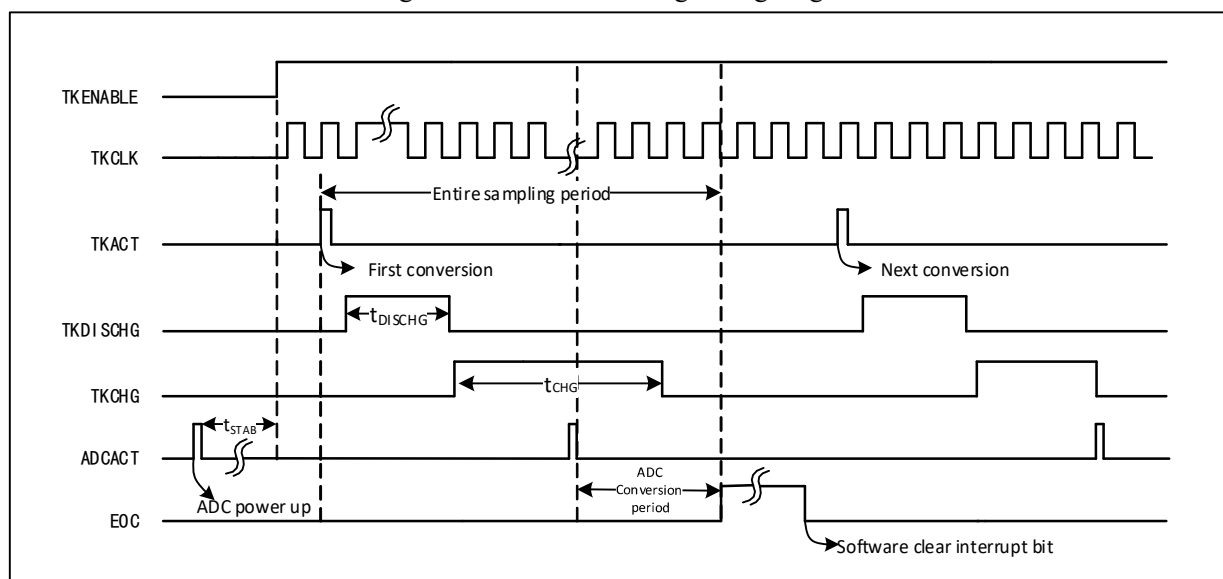 TKENABLE
TKCLK
Entire sampling period
TKACT
First conversion
Next conversion
tDISCHG
TKDISCHG
tCHG
TKCHG
tSTAB
ADCACT
ADC
Conversion
period
ADC power up
EOC
Software clear interrupt bit